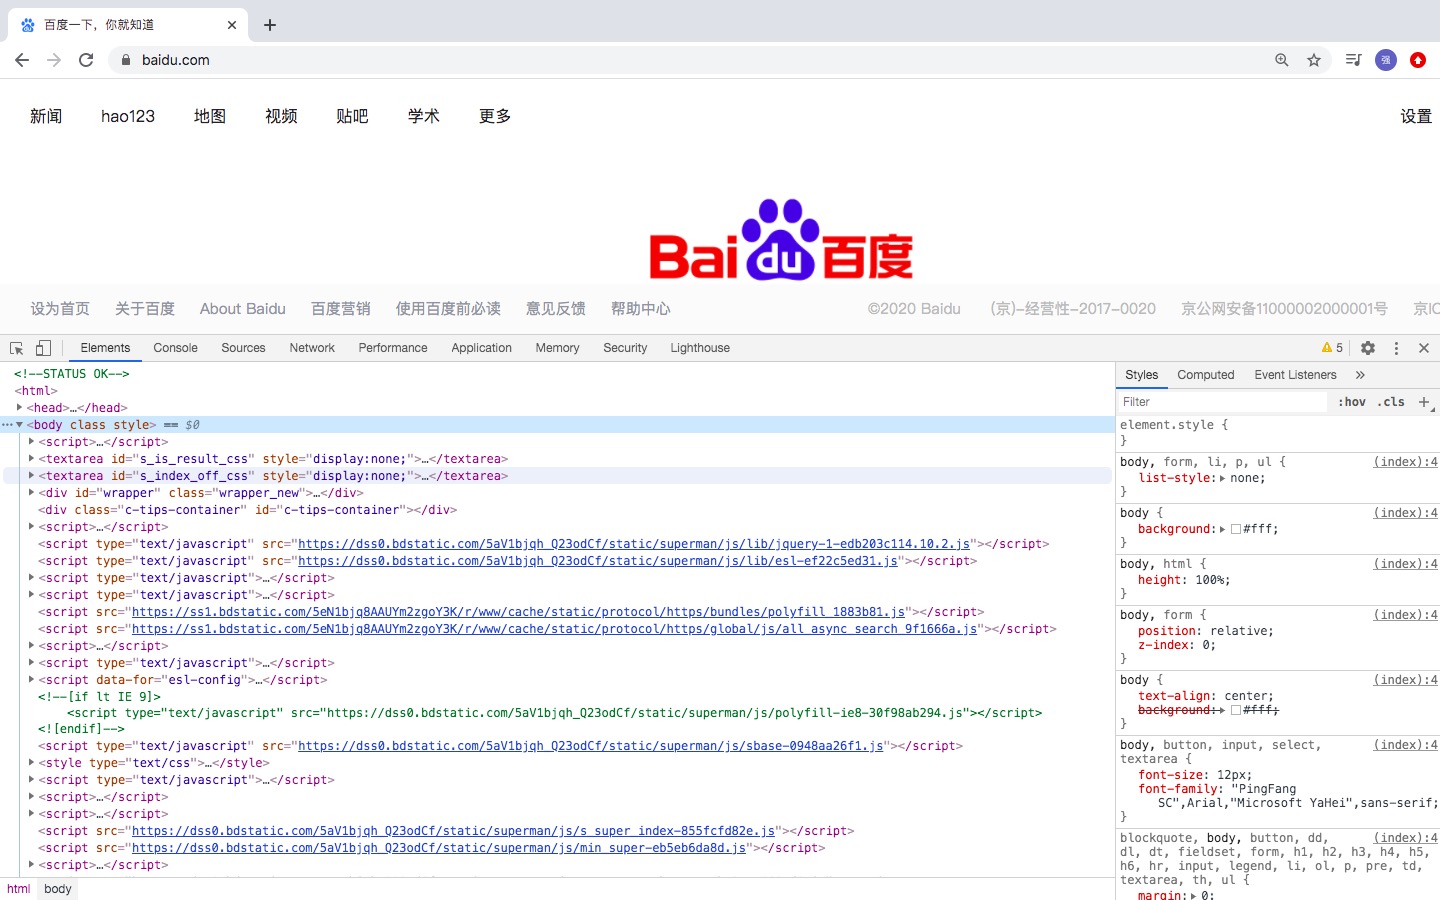 百度一下，你就知道
baidu.com
强
新闻 hao123 地图 视频 贴吧 学术 更多 设置
Bai du 百度
设为首页 关于百度 About Baidu 百度营销 使用百度前必读 意见反馈 帮助中心 ©2020 Baidu (京)-经营性-2017-0020 京公网安备11000002000001号 京IC
Elements Console Sources Network Performance Application Memory Security Lighthouse 5
Styles Computed Event Listeners »
Filter :hov .cls +
<!--STATUS OK-->
<html>
<head>…</head>
<body class style> == $0
<script>…</script>
<textarea id="s_is_result_css" style="display:none;">…</textarea>
<textarea id="s_index_off_css" style="display:none;">…</textarea>
<div id="wrapper" class="wrapper_new">…</div>
<div class="c-tips-container" id="c-tips-container"></div>
<script>…</script>
<script type="text/javascript" src="https://dss0.bdstatic.com/5aV1bjqh_Q23odCf/static/superman/js/lib/jquery-1-edb203c114.10.2.js"></script>
<script type="text/javascript" src="https://dss0.bdstatic.com/5aV1bjqh_Q23odCf/static/superman/js/lib/esl-ef22c5ed31.js"></script>
<script type="text/javascript">…</script>
<script type="text/javascript">…</script>
<script src="https://ss1.bdstatic.com/5eN1bjq8AAUYm2zgoY3K/r/www/cache/static/protocol/https/bundles/polyfill_1883b81.js"></script>
<script src="https://ss1.bdstatic.com/5eN1bjq8AAUYm2zgoY3K/r/www/cache/static/protocol/https/global/js/all_async_search_9f1666a.js"></script>
<script>…</script>
<script type="text/javascript">…</script>
<script data-for="esl-config">…</script>
<!--[if lt IE 9]>
<script type="text/javascript" src="https://dss0.bdstatic.com/5aV1bjqh_Q23odCf/static/superman/js/polyfill-ie8-30f98ab294.js"></script>
<![endif]-->
<script type="text/javascript" src="https://dss0.bdstatic.com/5aV1bjqh_Q23odCf/static/superman/js/sbase-0948aa26f1.js"></script>
<style type="text/css">…</style>
<script type="text/javascript">…</script>
<script>…</script>
<script>…</script>
<script src="https://dss0.bdstatic.com/5aV1bjqh_Q23odCf/static/superman/js/s_super_index-855fcfd82e.js"></script>
<script src="https://dss0.bdstatic.com/5aV1bjqh_Q23odCf/static/superman/js/min_super-eb5eb6da8d.js"></script>
<script>…</script>
html body
element.style {
}
body, form, li, p, ul { (index):4
list-style: none;
}
body { (index):4
background: #fff;
}
body, html { (index):4
height: 100%;
}
body, form { (index):4
position: relative;
z-index: 0;
}
body { (index):4
text-align: center;
background: #fff;
}
body, button, input, select, (index):4
textarea {
font-size: 12px;
font-family: "PingFang
SC",Arial,"Microsoft YaHei",sans-serif;
}
blockquote, body, button, dd, (index):4
dl, dt, fieldset, form, h1, h2, h3, h4, h5,
h6, hr, input, legend, li, ol, p, pre, td,
textarea, th, ul {
margin: 0;